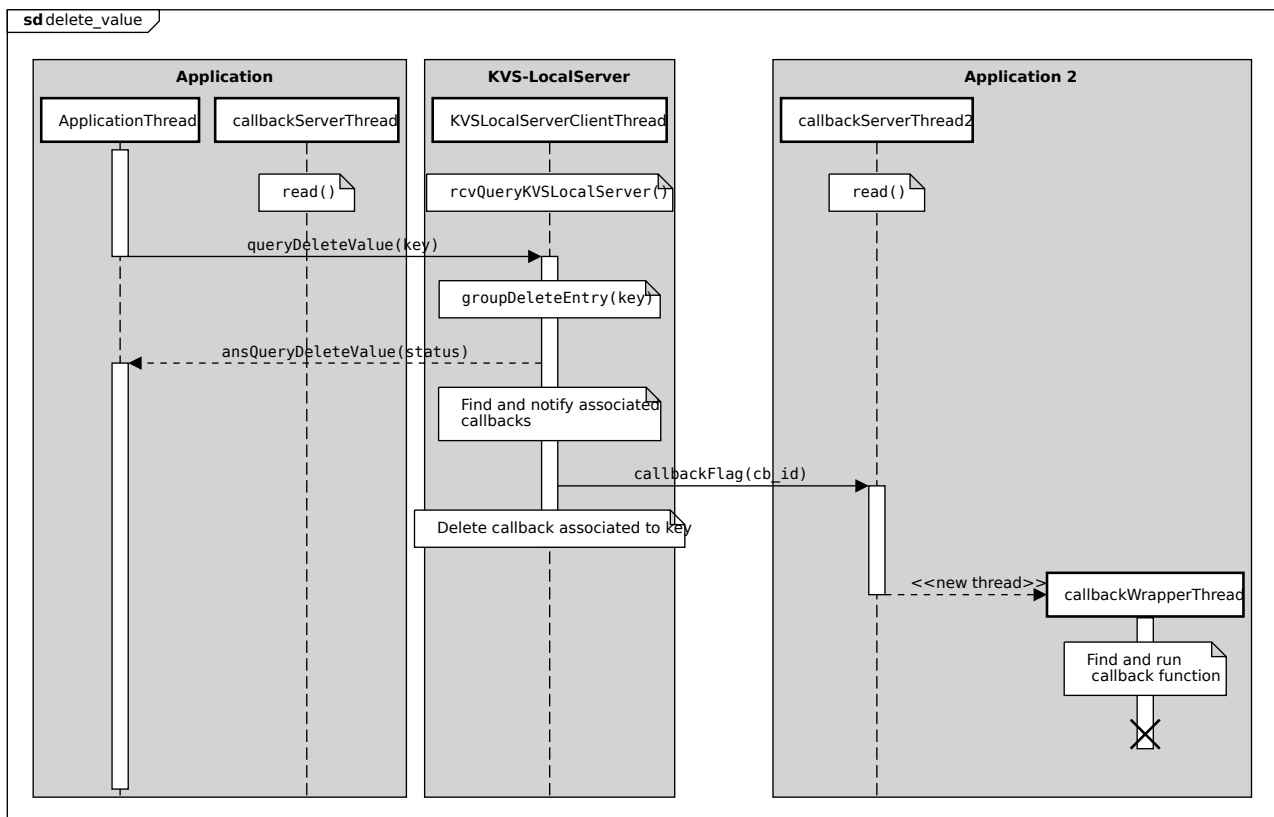 sd delete_value
Application
KVS-LocalServer
Application 2
ApplicationThread
callbackServerThread
KVSLocalServerClientThread
callbackServerThread2
read()
rcvQueryKVSLocalServer()
read()
queryDeleteValue(key)
groupDeleteEntry(key)
ansQueryDeleteValue(status)
Find and notify associated
callbacks
callbackFlag(cb_id)
Delete callback associated to key
<<new thread>>
callbackWrapperThread
Find and run
callback function